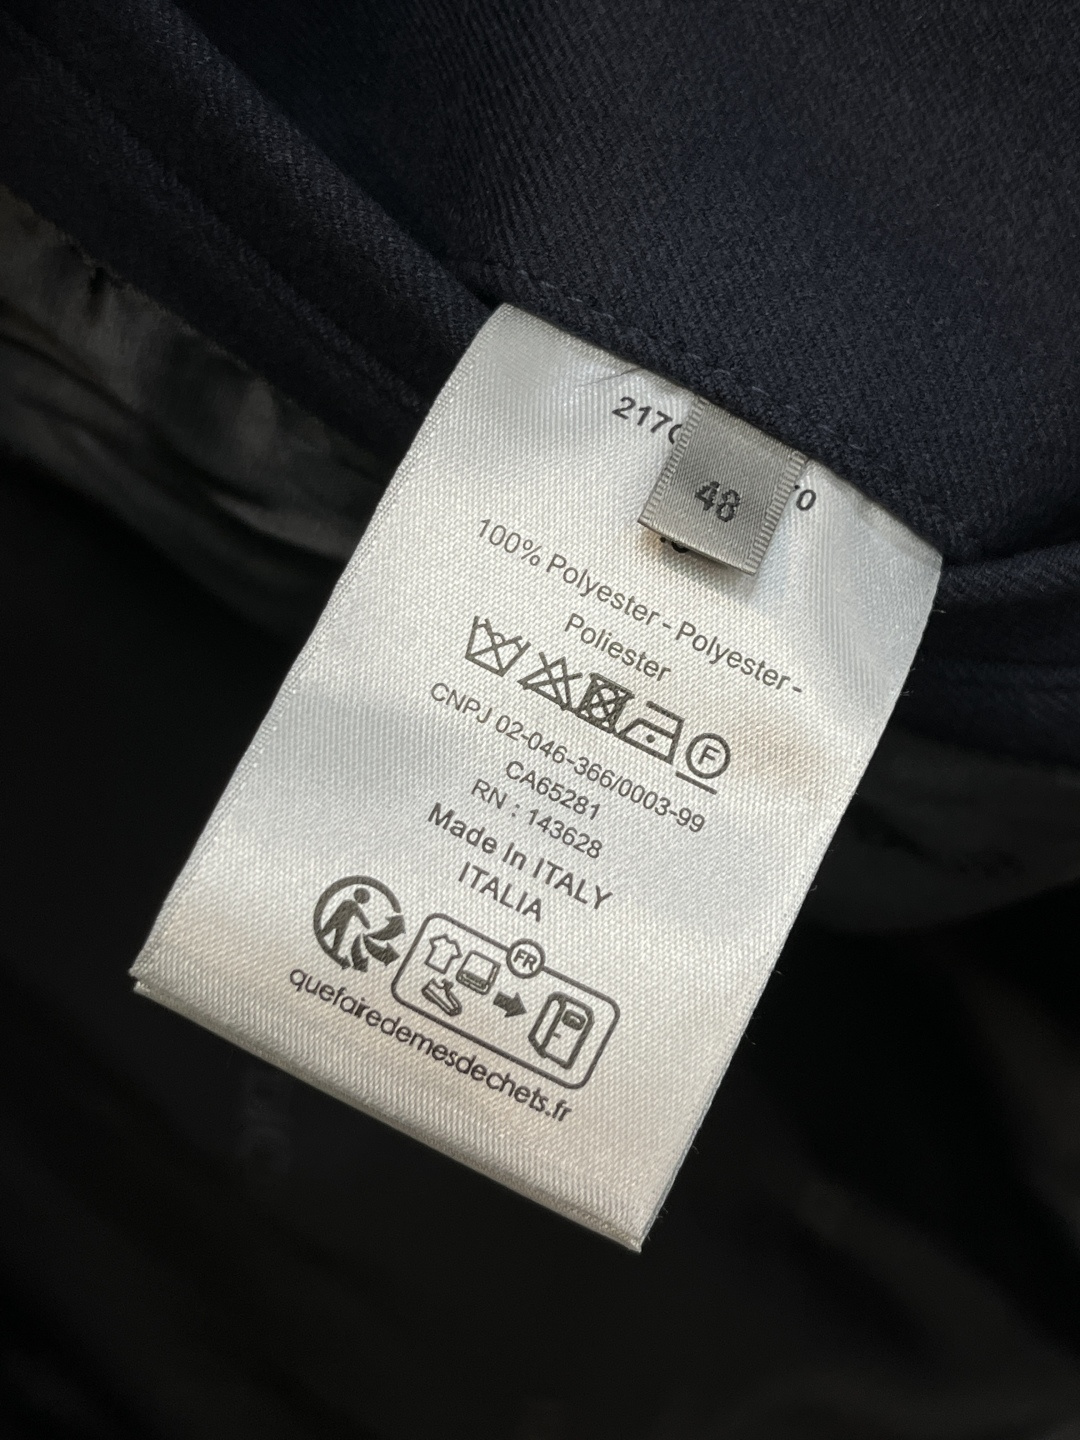 48
100% Polyester - Polyester -
Poliester
F
CNPJ 02-046-366/0003-99
CA65281
RN : 143628
Made In ITALY
ITALIA
FR
quefairedemesdechets.fr